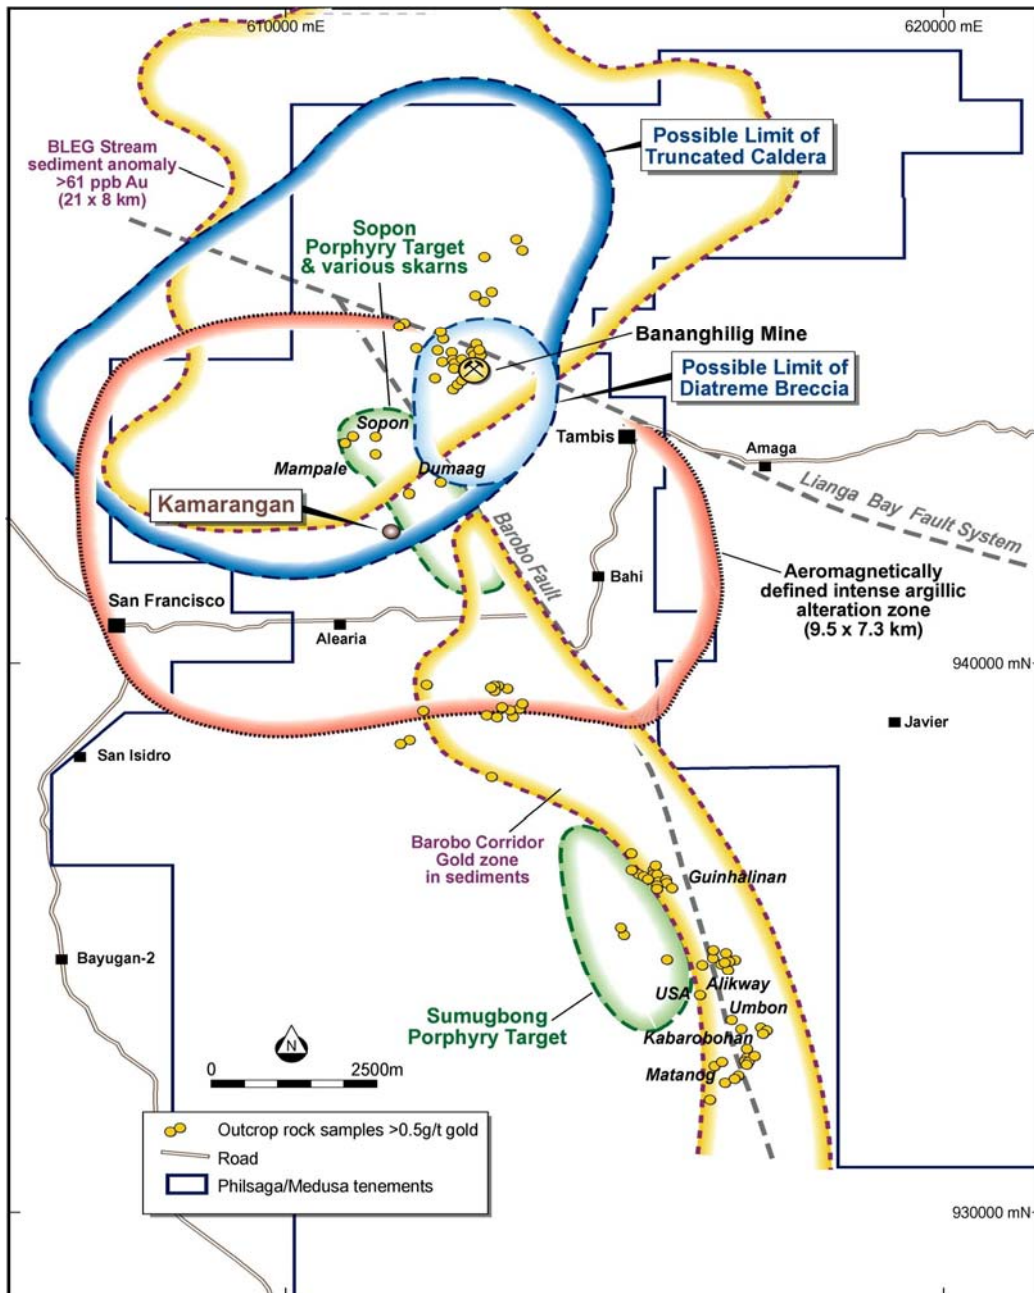 610000 mE
620000 mE
BLEG Stream
sediment anomaly
>61 ppb Au
(21 x 8 km)
Possible Limit of
Truncated Caldera
Sopon
Porphyry Target
& various skarns
Bananghilig Mine
Possible Limit of
Diatreme Breccia
Sopon
Tambis
Amaga
Mampale
Dumaag
Lianga Bay Fault System
Kamarangan
Barobo Fault
Bahi
Aeromagnetically
defined intense argillic
alteration zone
(9.5 x 7.3 km)
San Francisco
Alearia
940000 mN
Javier
San Isidro
Barobo Corridor
Gold zone
in sediments
Guinhalinan
Bayugan-2
Alikway
USA
Umbon
Sumugbong
Porphyry Target
Kabarobohan
Matanog
N
0
2500m
Outcrop rock samples >0.5g/t gold
Road
Philsaga/Medusa tenements
930000 mN